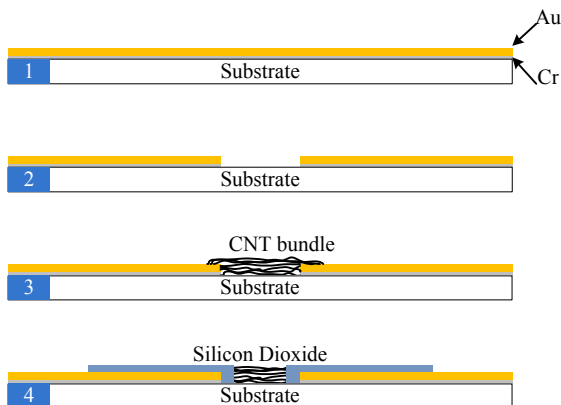 Au
Substrate
1
Cr
2
Substrate
CNT bundle
3
Substrate
Silicon Dioxide
4
Substrate